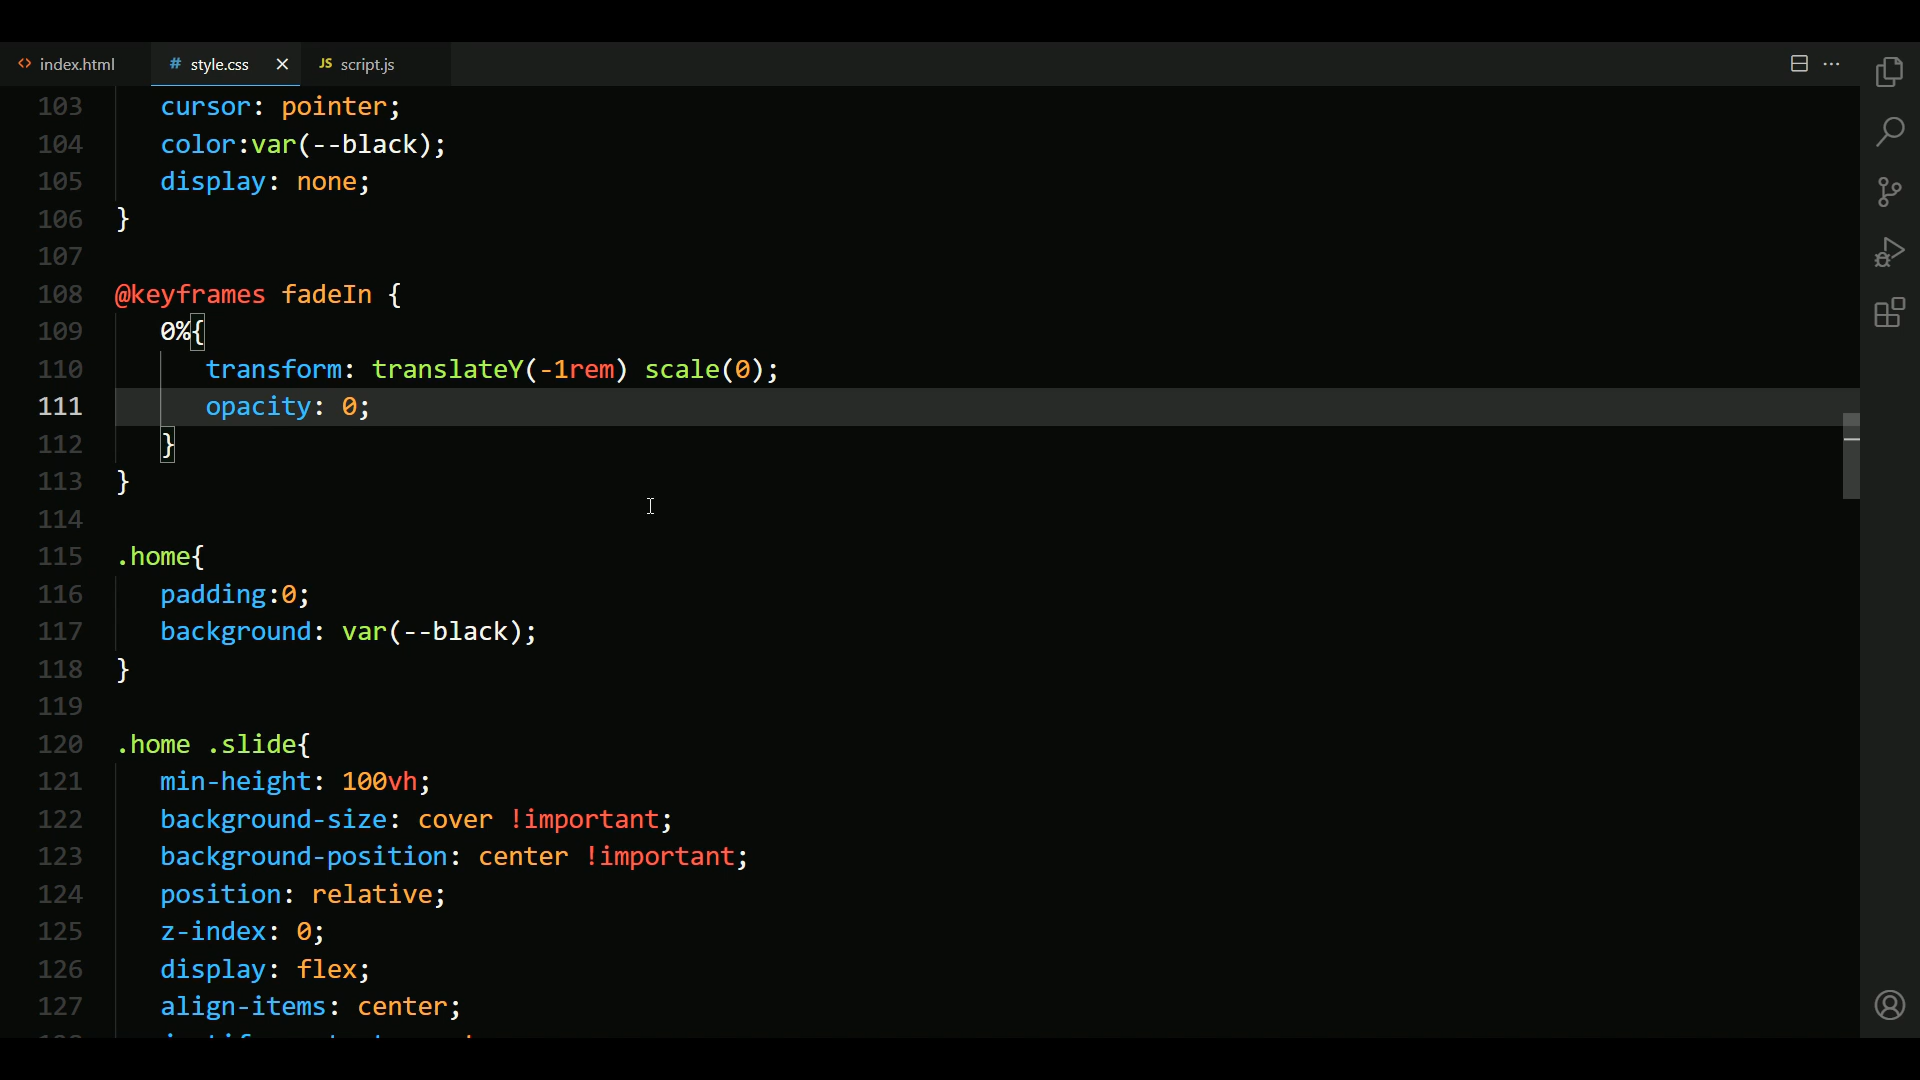 index.html
# style.css
JS script.js
103 cursor: pointer;
104 color:var(--black);
105 display: none;
106 }
107
108 @keyframes fadeIn {
109 0%{
110 transform: translateY(-1rem) scale(0);
111 opacity: 0;
112 }
113 }
114
115 .home{
116 padding:0;
117 background: var(--black);
118 }
119
120 .home .slide{
121 min-height: 100vh;
122 background-size: cover !important;
123 background-position: center !important;
124 position: relative;
125 z-index: 0;
126 display: flex;
127 align-items: center;